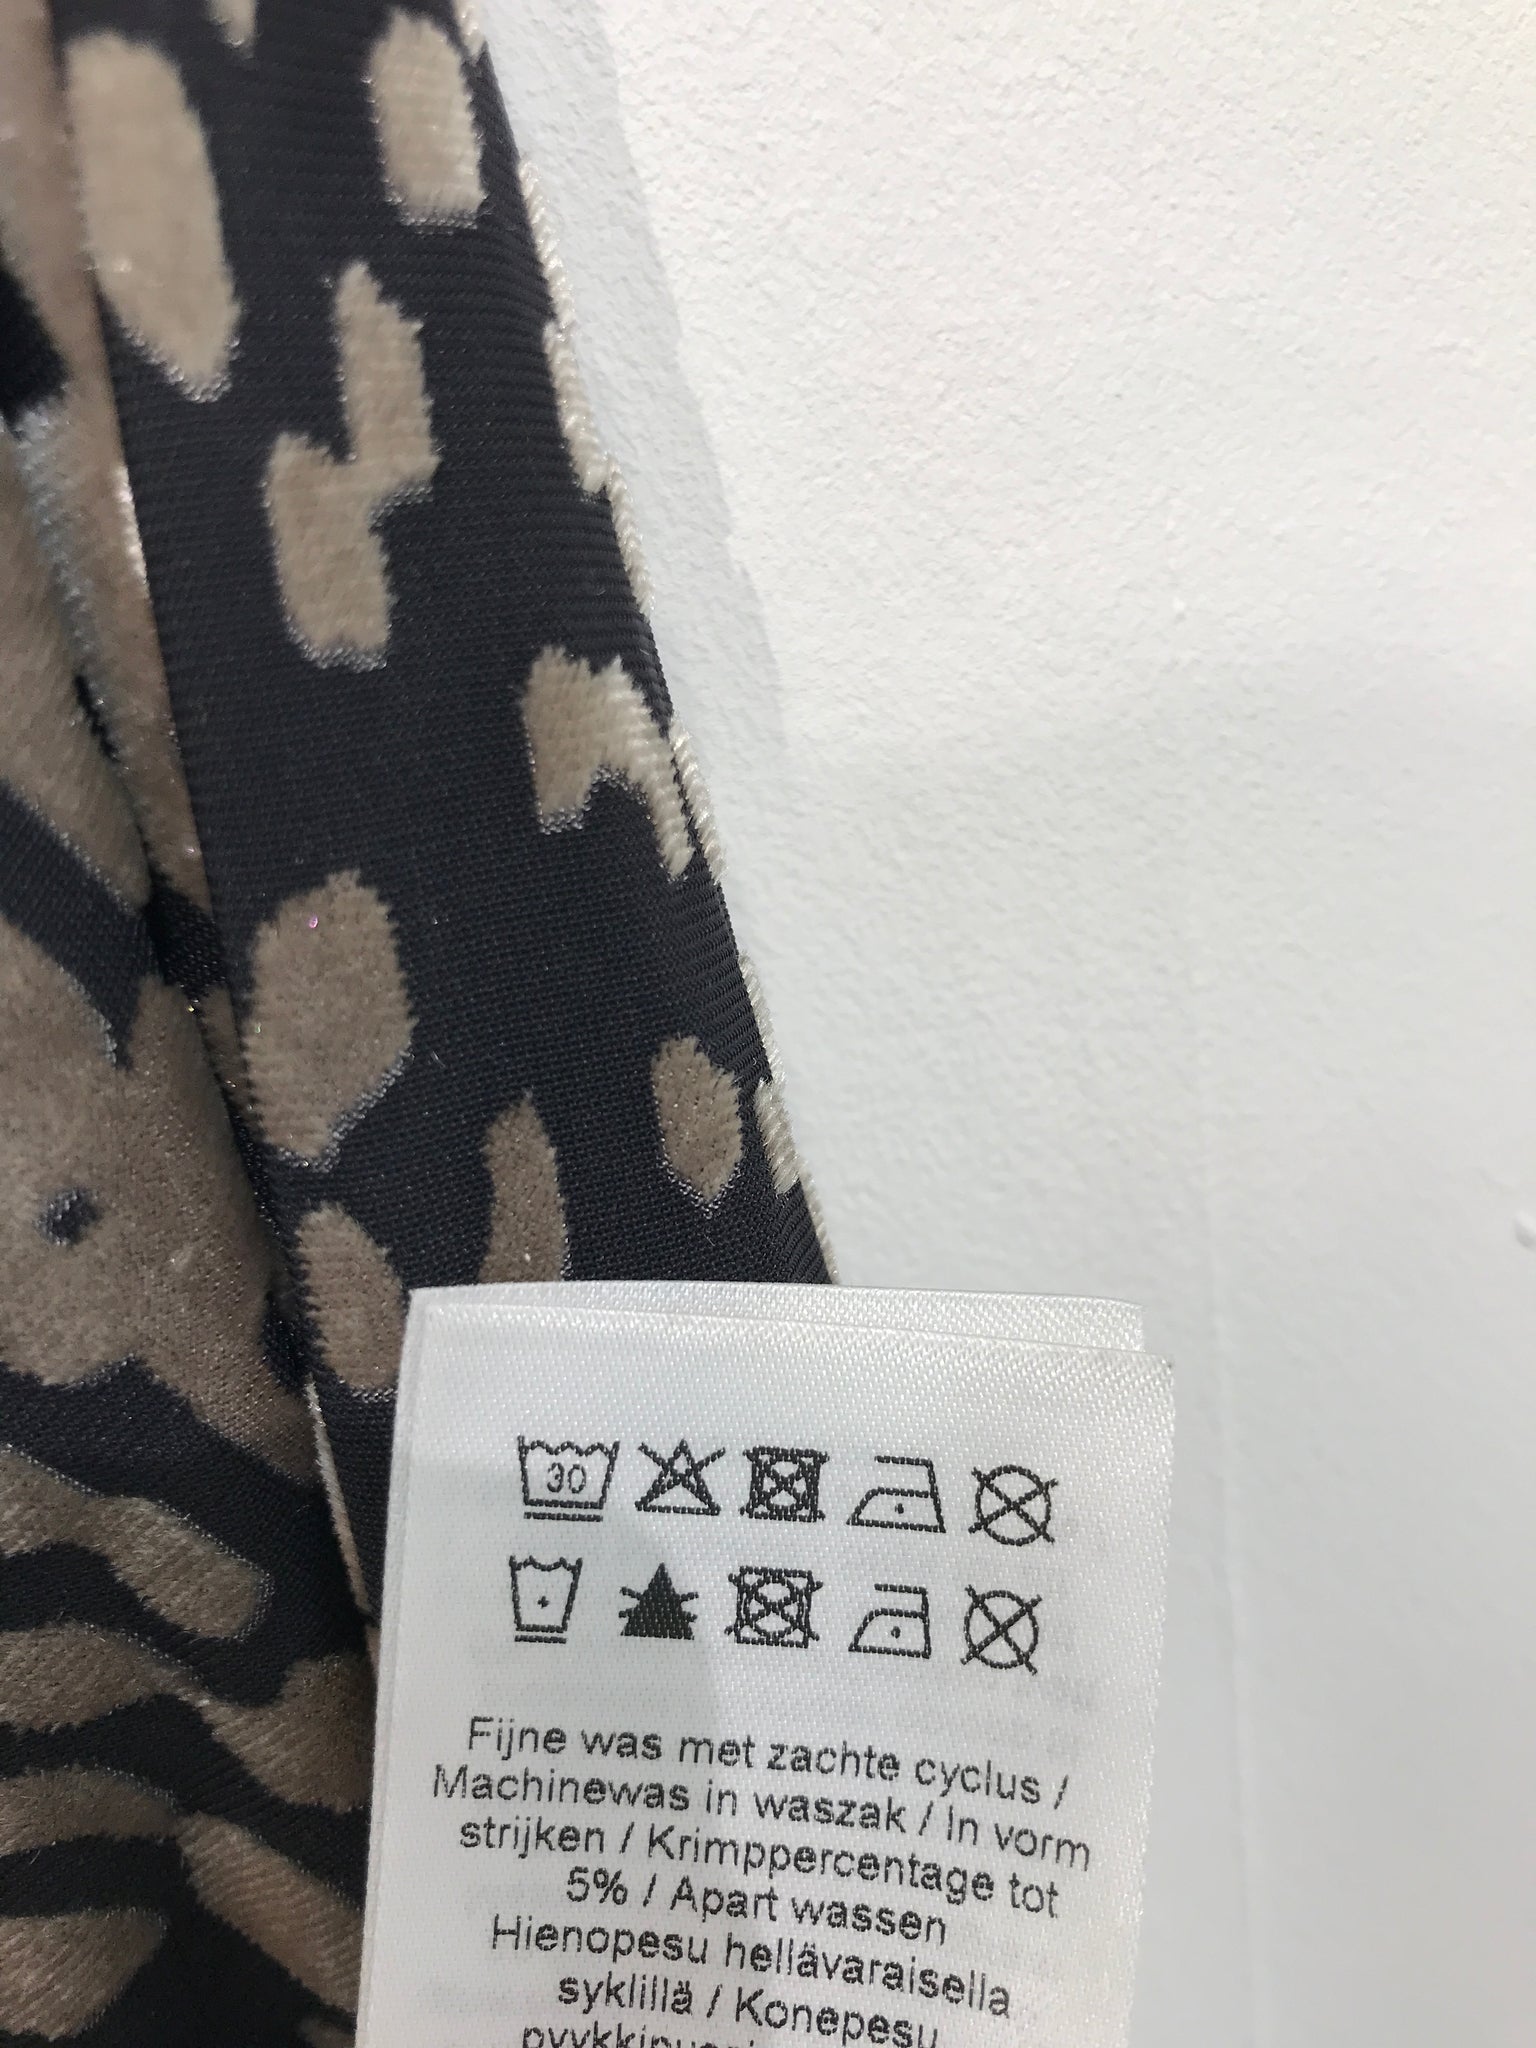 30
Fijne was met zachte cyclus /
Machinewas in waszak / In vorm
strijken / Krimppercentage tot
5% / Apart wassen
Hienopesu hellävaraisella
syklillä / Konepesu